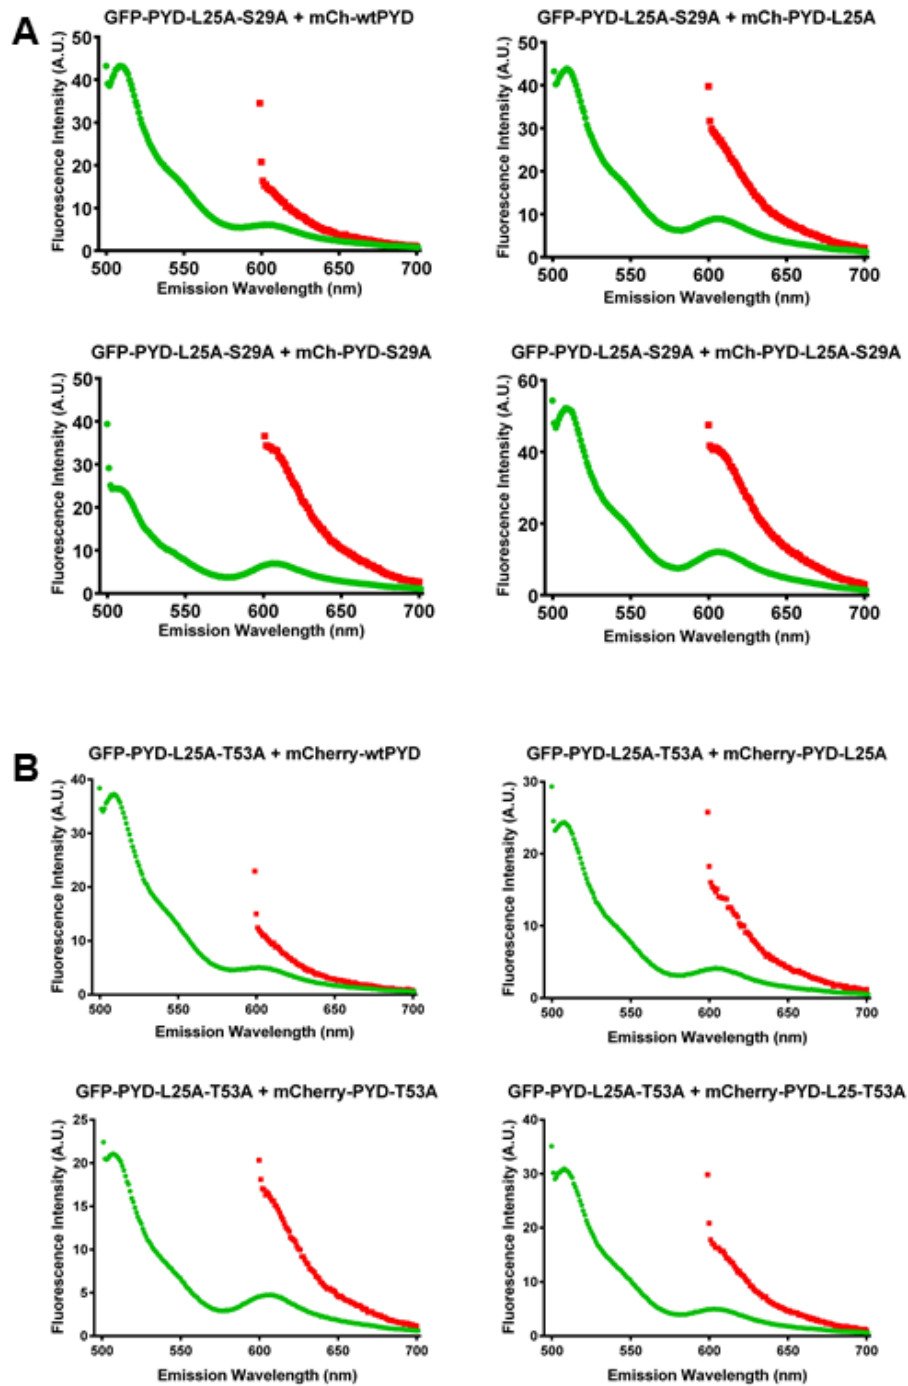 A
GFP-PYD-L25A-S29A + mCh-wtPYD
Fluorescence Intensity (A.U.)
50
40
30
20
10
0
500 550 600 650 700
Emission Wavelength (nm)
GFP-PYD-L25A-S29A + mCh-PYD-L25A
Fluorescence Intensity (A.U.)
50
40
30
20
10
0
500 550 600 650 700
Emission Wavelength (nm)
GFP-PYD-L25A-S29A + mCh-PYD-S29A
Fluorescence Intensity (A.U.)
50
40
30
20
10
0
500 550 600 650 700
Emission Wavelength (nm)
GFP-PYD-L25A-S29A + mCh-PYD-L25A-S29A
Fluorescence Intensity (A.U.)
60
40
20
0
500 550 600 650 700
Emission Wavelength (nm)
B
GFP-PYD-L25A-T53A + mCherry-wtPYD
Fluorescence Intensity (A.U.)
40
30
20
10
0
500 550 600 650 700
Emission Wavelength (nm)
GFP-PYD-L25A-T53A + mCherry-PYD-L25A
Fluorescence Intensity (A.U.)
30
20
10
0
500 550 600 650 700
Emission Wavelength (nm)
GFP-PYD-L25A-T53A + mCherry-PYD-T53A
Fluorescence Intensity (A.U.)
25
20
15
10
5
0
500 550 600 650 700
Emission Wavelength (nm)
GFP-PYD-L25A-T53A + mCherry-PYD-L25-T53A
Fluorescence Intensity (A.U.)
40
30
20
10
0
500 550 600 650 700
Emission Wavelength (nm)